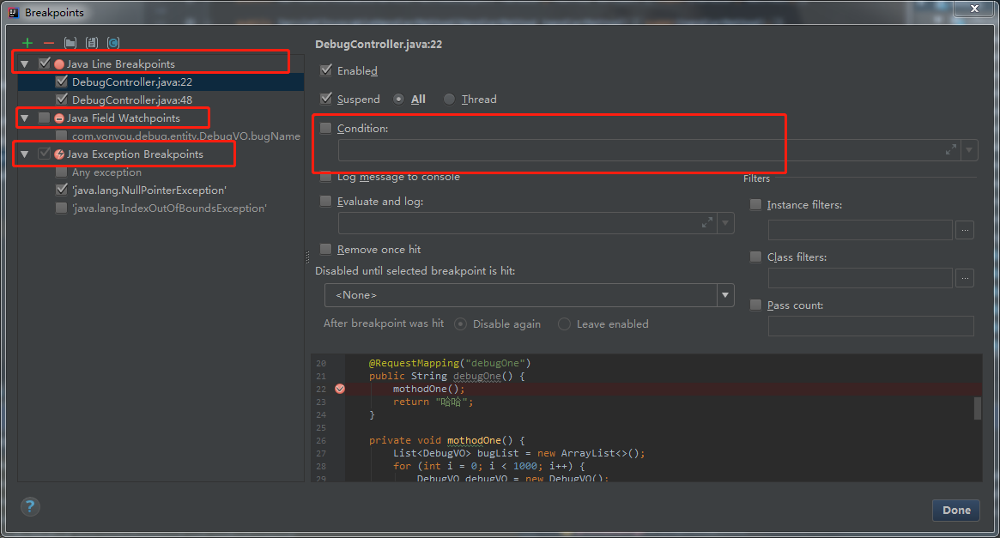 Breakpoints
Java Line Breakpoints
DebugController.java:22
DebugController.java:48
Java Field Watchpoints
com.yonyou.debug.entity.DebugVO.bugName
Java Exception Breakpoints
Any exception
'java.lang.NullPointerException'
'java.lang.IndexOutOfBoundsException'
DebugController.java:22
Enabled
Suspend All Thread
Condition:
Log message to console
Evaluate and log:
Remove once hit
Disabled until selected breakpoint is hit:
<None>
After breakpoint was hit Disable again Leave enabled
Filters
Instance filters:
...
Class filters:
...
Pass count:
20 @RequestMapping("debugOne")
21 public String debugOne() {
22 mothodOne();
23 return "哈哈";
24 }
25
26 private void mothodOne() {
27 List<DebugVO> bugList = new ArrayList<>();
28 for (int i = 0; i < 1000; i++) {
29 DebugVO debugVO = new DebugVO();
?
Done